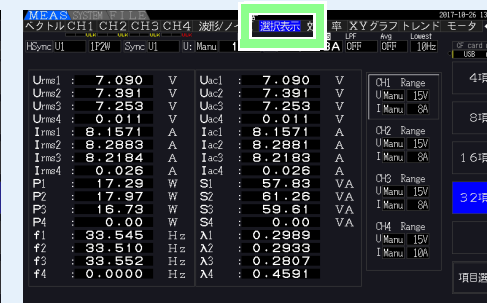 MEAS SYSTEM FILE 2017-10-26 13
ベクトル CH1 CH2 CH3 CH4 波形/ノイ 選択表示 効 率 XYグラフ トレンド モータ
HSync U1 1P2W Sync U1 U: Manu 1 8A LPF OFF Avg OFF Lowest 10Hz CF card USB
Urms1 : 7.090 V Uac1 : 7.090 V
Urms2 : 7.391 V Uac2 : 7.391 V
Urms3 : 7.253 V Uac3 : 7.253 V
Urms4 : 0.011 V Uac4 : 0.011 V
Irms1 : 8.1571 A Iac1 : 8.1571 A
Irms2 : 8.2883 A Iac2 : 8.2881 A
Irms3 : 8.2184 A Iac3 : 8.2183 A
Irms4 : 0.026 A Iac4 : 0.026 A
P1 : 17.29 W S1 : 57.83 VA
P2 : 17.97 W S2 : 61.26 VA
P3 : 16.73 W S3 : 59.61 VA
P4 : 0.00 W S4 : 0.00 VA
f1 : 33.545 Hz λ1 : 0.2989
f2 : 33.510 Hz λ2 : 0.2933
f3 : 33.552 Hz λ3 : 0.2807
f4 : 0.0000 Hz λ4 : 0.4591
CH1 Range
U Manu 15V
I Manu 8A
CH2 Range
U Manu 15V
I Manu 8A
CH3 Range
U Manu 15V
I Manu 8A
CH4 Range
U Manu 15V
I Manu 10A
4項
8項
16項
32項
項目選